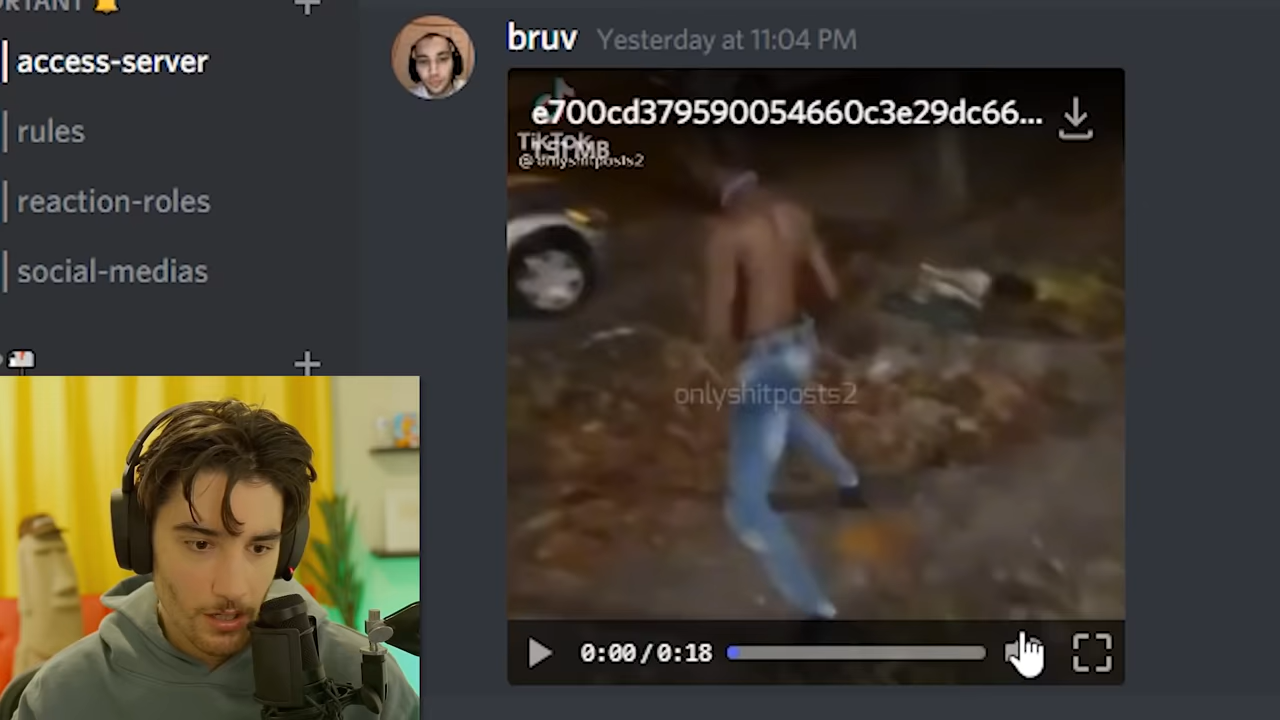 access-server
rules
reaction-roles
social-medias
bruv Yesterday at 11:04 PM
e700cd379590054660c3e29dc66...
TikTok
@onlyshitposts2
onlyshitposts2
0:00/0:18